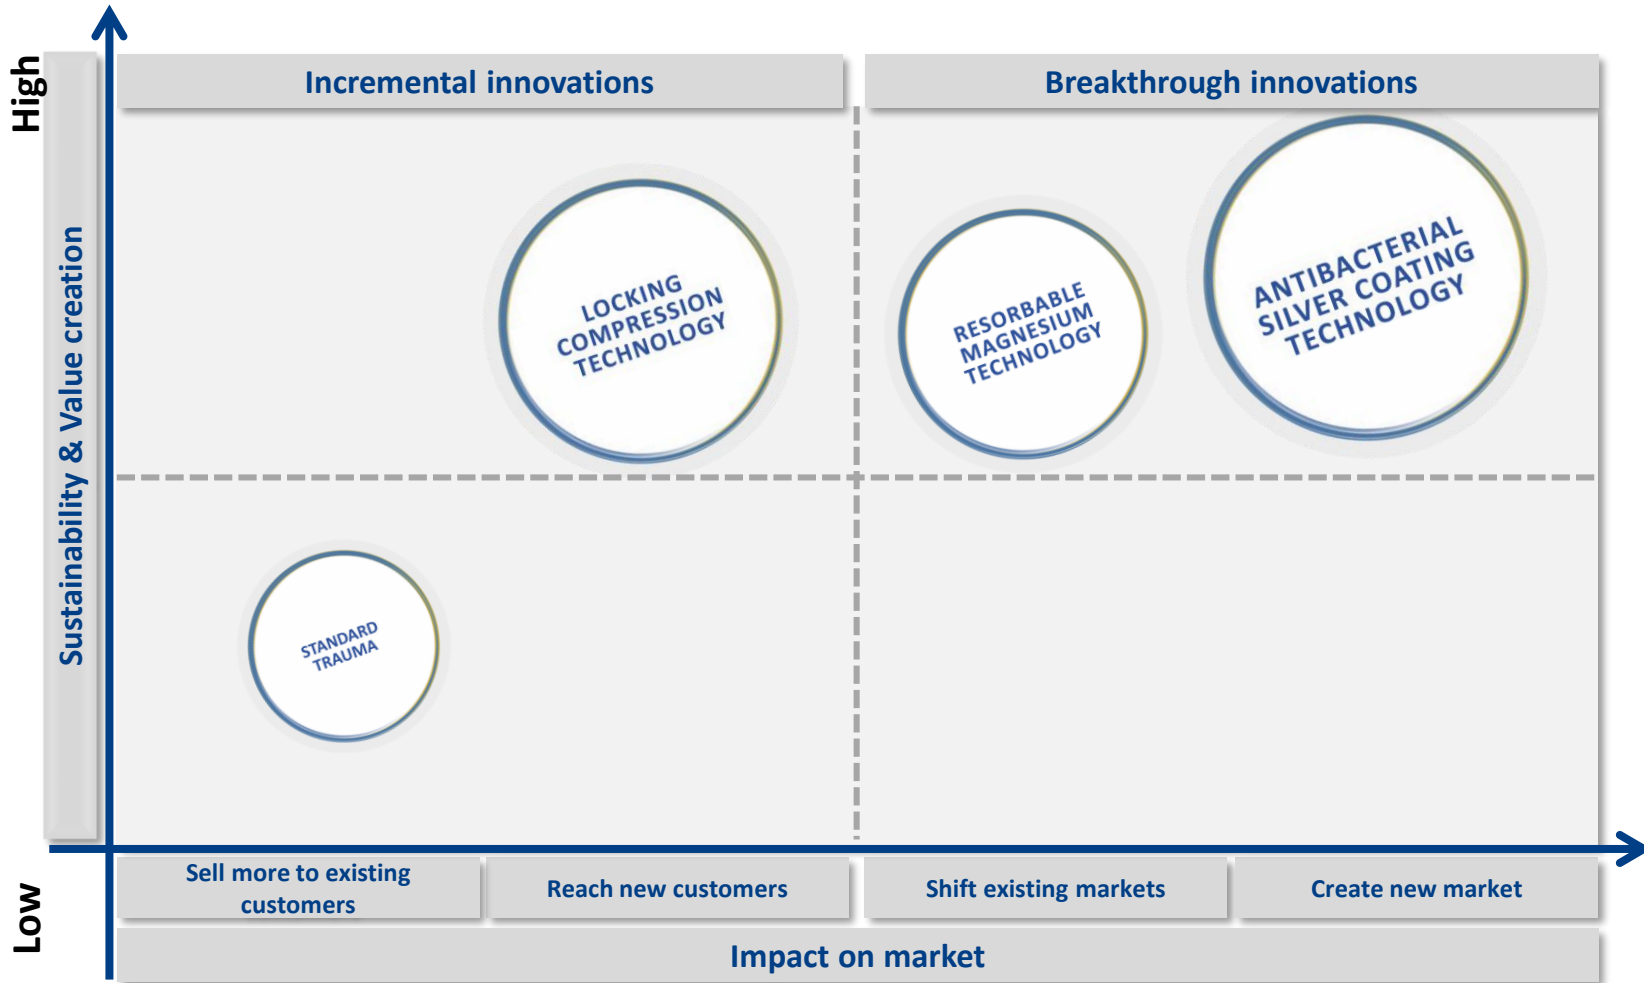 High
Incremental innovations
Breakthrough innovations
Sustainability & Value creation
LOCKING
COMPRESSION
TECHNOLOGY
RESORBABLE
MAGNESIUM
TECHNOLOGY
ANTIBACTERIAL
SILVER COATING
TECHNOLOGY
STANDARD
TRAUMA
Low
Sell more to existing
customers
Reach new customers
Shift existing markets
Create new market
Impact on market